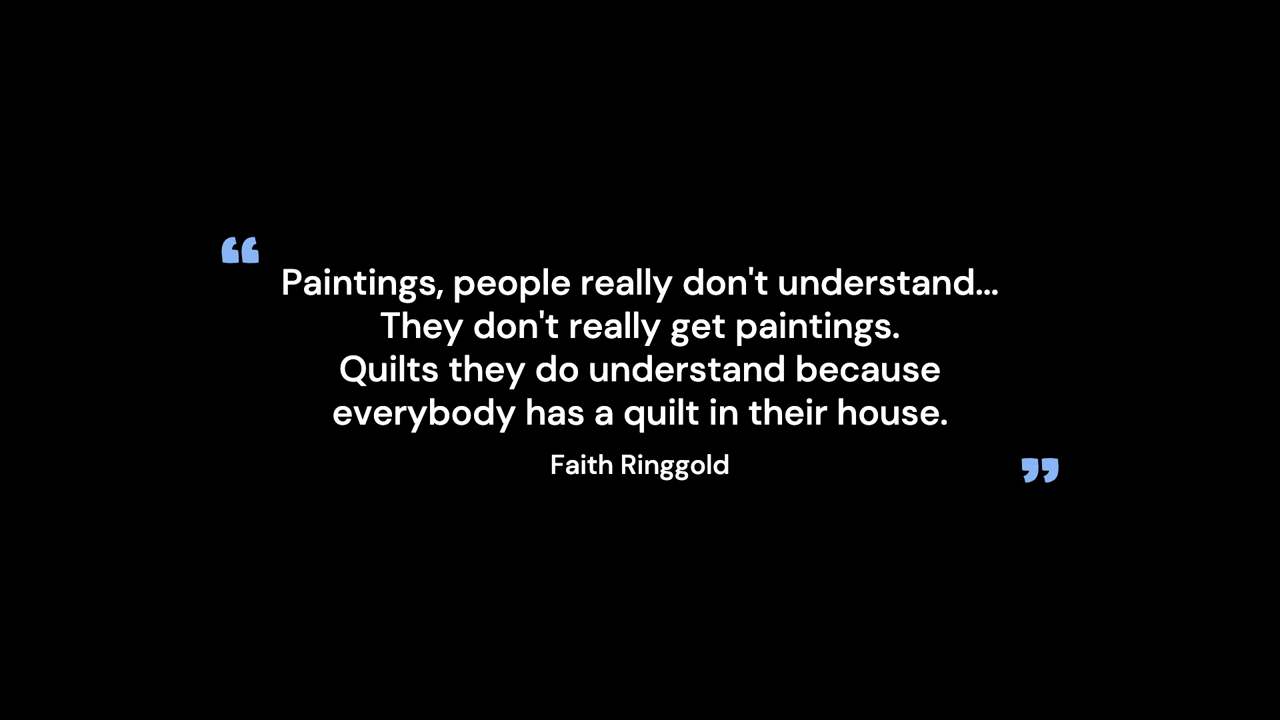 “
Paintings, people really don't understand...
They don't really get paintings.
Quilts they do understand because
everybody has a quilt in their house.
Faith Ringgold
”